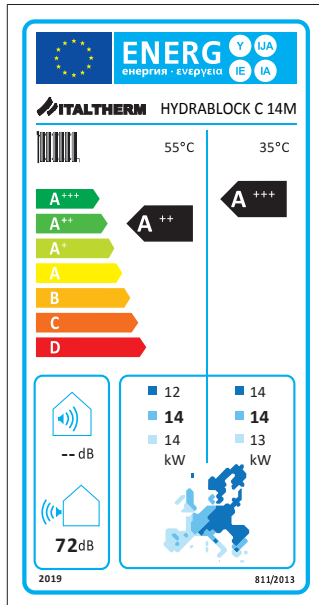 ENERG Y IJA
енергия · ενεργεια IE IA
ITALTHERM HYDRABLOCK C 14M
55°C 35°C
A+++
A++
A+
A
B
C
D
A ++
A +++
12 14
14 14
14 13
kW kW
-- dB
72dB
2019 811/2013